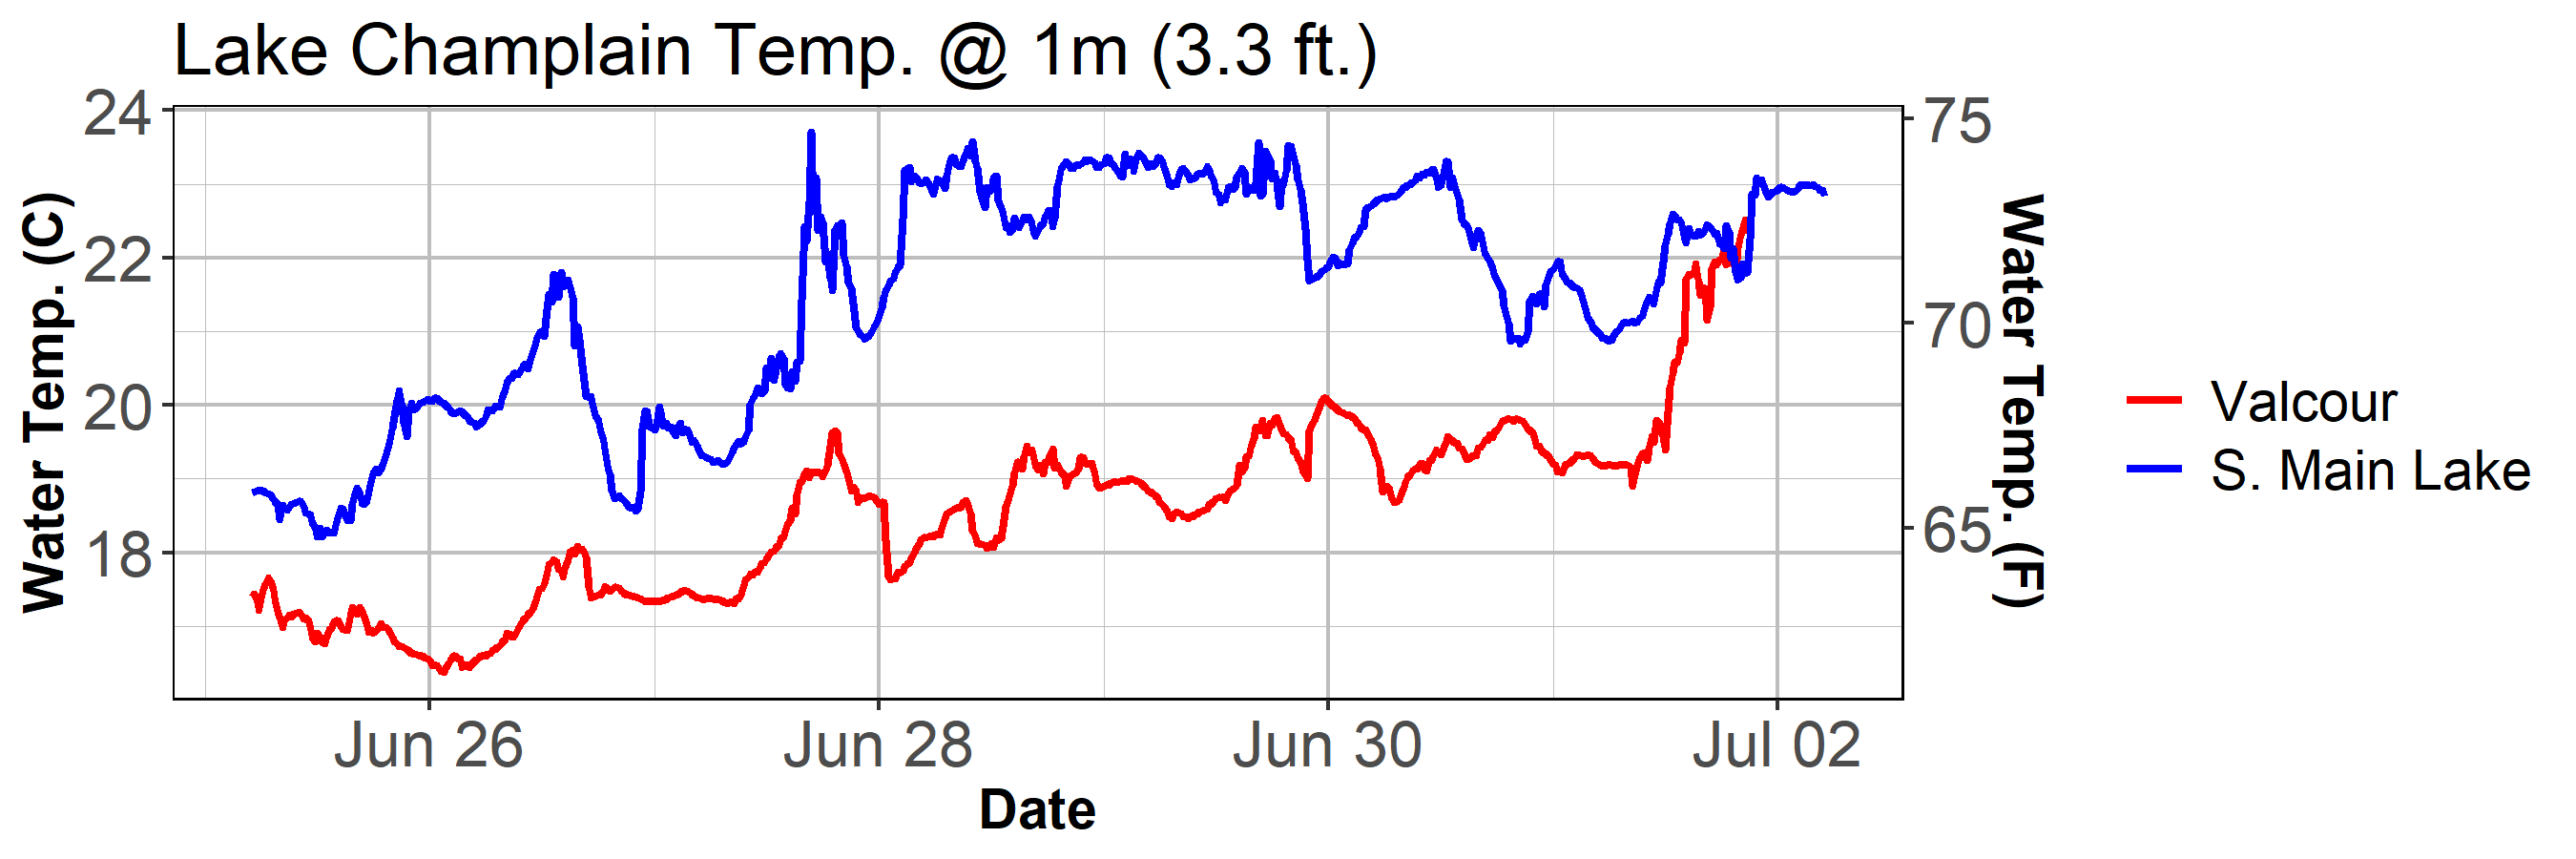 Lake Champlain Temp. @ 1m (3.3 ft.)
Water Temp. (C)
24
22
20
18
75
70
65
Water Temp. (F)
Jun 26
Jun 28
Jun 30
Jul 02
Date
Valcour
S. Main Lake